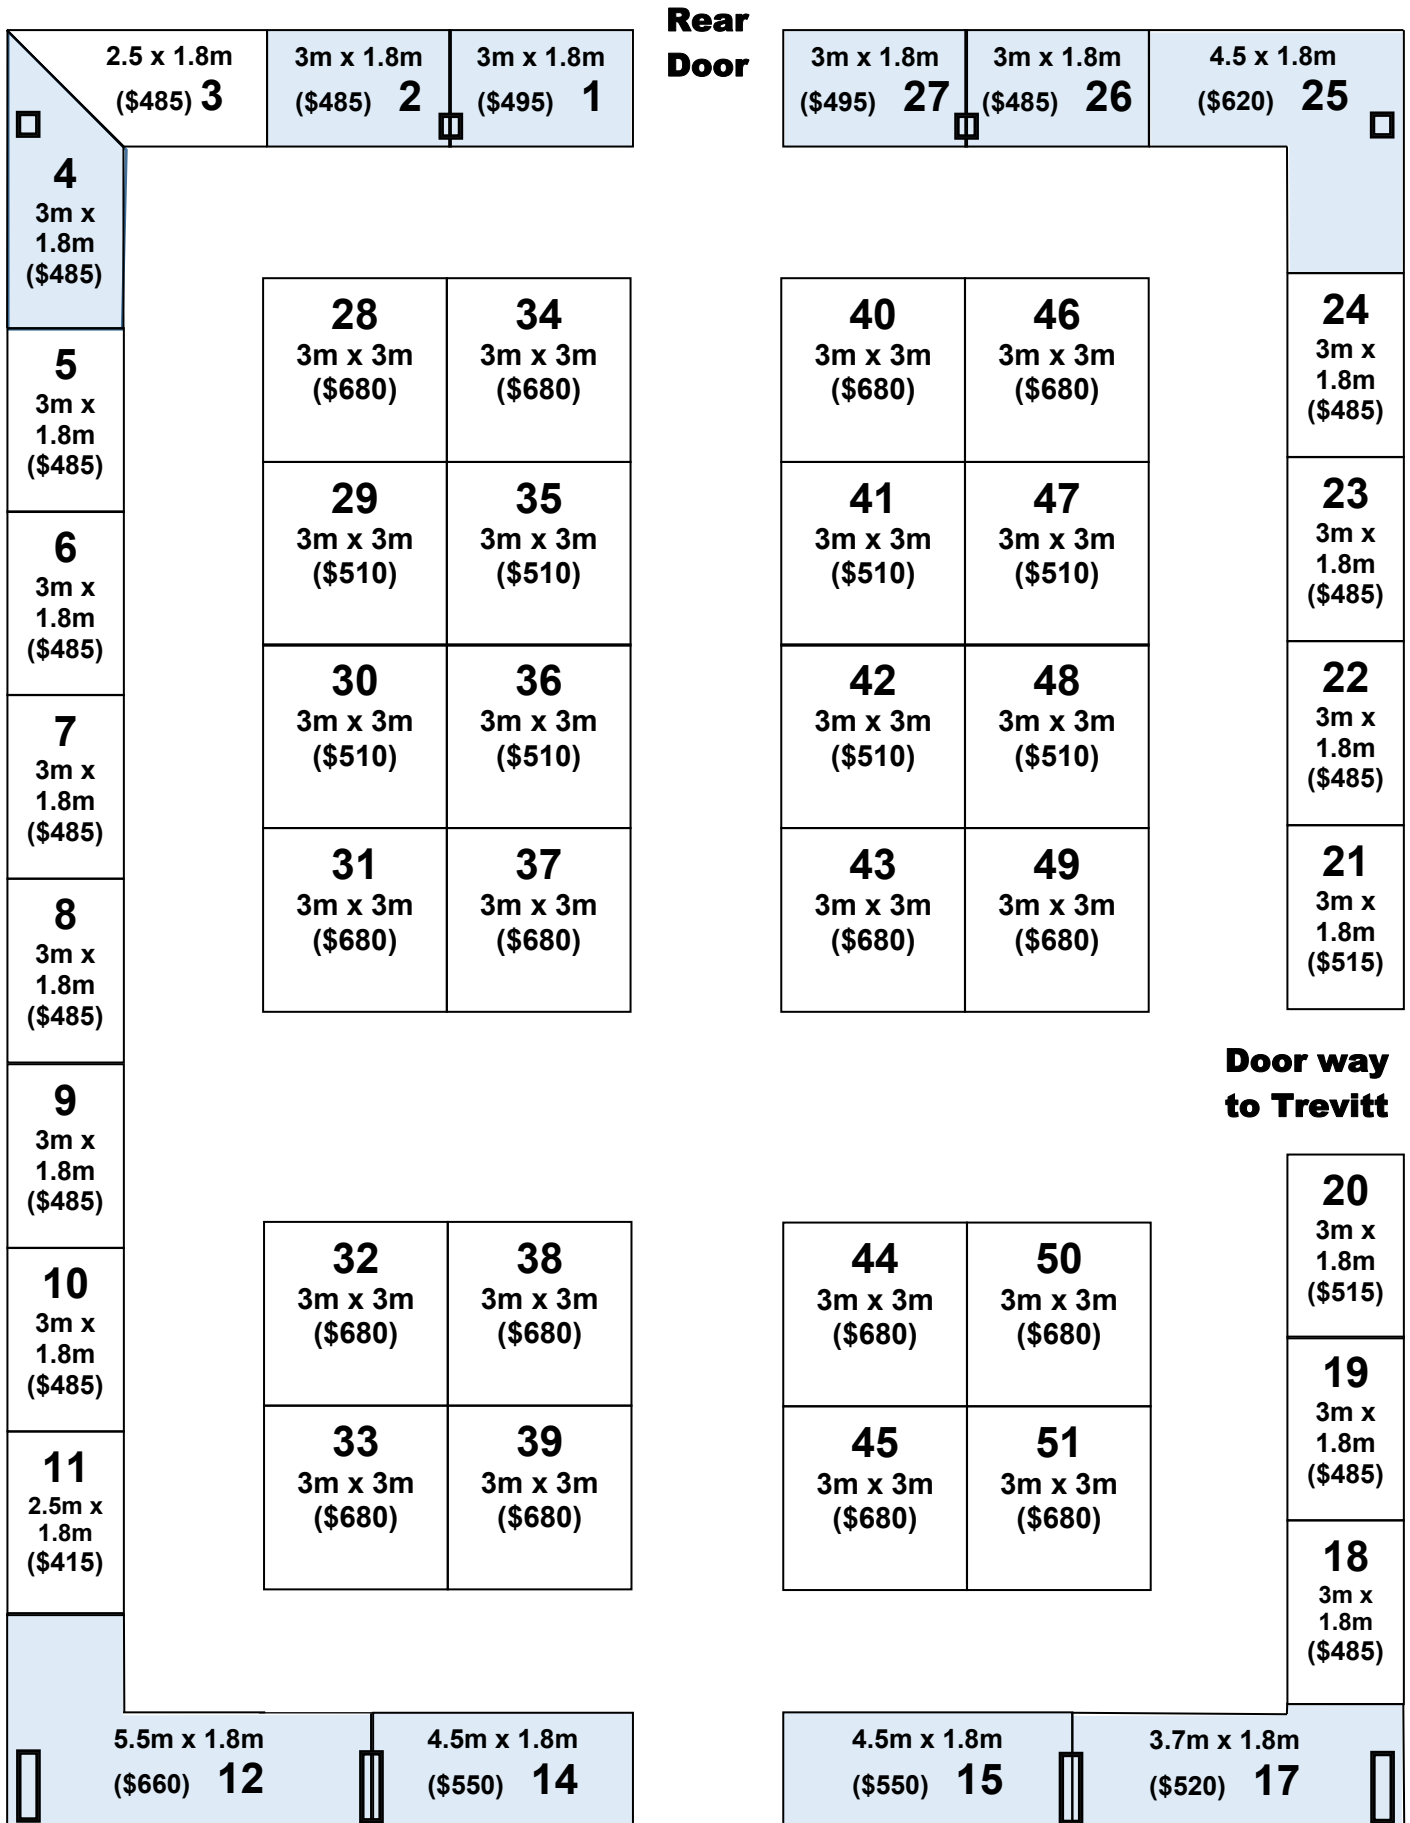 Rear
Door
2.5 x 1.8m
($485) 3
3m x 1.8m
($485) 2
3m x 1.8m
($495) 1
3m x 1.8m
($495) 27
3m x 1.8m
($485) 26
4.5 x 1.8m
($620) 25
4
3m x
1.8m
($485)
5
3m x
1.8m
($485)
6
3m x
1.8m
($485)
7
3m x
1.8m
($485)
8
3m x
1.8m
($485)
9
3m x
1.8m
($485)
10
3m x
1.8m
($485)
11
2.5m x
1.8m
($415)
28
3m x 3m
($680)
34
3m x 3m
($680)
29
3m x 3m
($510)
35
3m x 3m
($510)
30
3m x 3m
($510)
36
3m x 3m
($510)
31
3m x 3m
($680)
37
3m x 3m
($680)
40
3m x 3m
($680)
46
3m x 3m
($680)
41
3m x 3m
($510)
47
3m x 3m
($510)
42
3m x 3m
($510)
48
3m x 3m
($510)
43
3m x 3m
($680)
49
3m x 3m
($680)
24
3m x
1.8m
($485)
23
3m x
1.8m
($485)
22
3m x
1.8m
($485)
21
3m x
1.8m
($515)
Door way
to Trevitt
32
3m x 3m
($680)
38
3m x 3m
($680)
33
3m x 3m
($680)
39
3m x 3m
($680)
44
3m x 3m
($680)
50
3m x 3m
($680)
45
3m x 3m
($680)
51
3m x 3m
($680)
20
3m x
1.8m
($515)
19
3m x
1.8m
($485)
18
3m x
1.8m
($485)
5.5m x 1.8m
($660) 12
4.5m x 1.8m
($550) 14
4.5m x 1.8m
($550) 15
3.7m x 1.8m
($520) 17